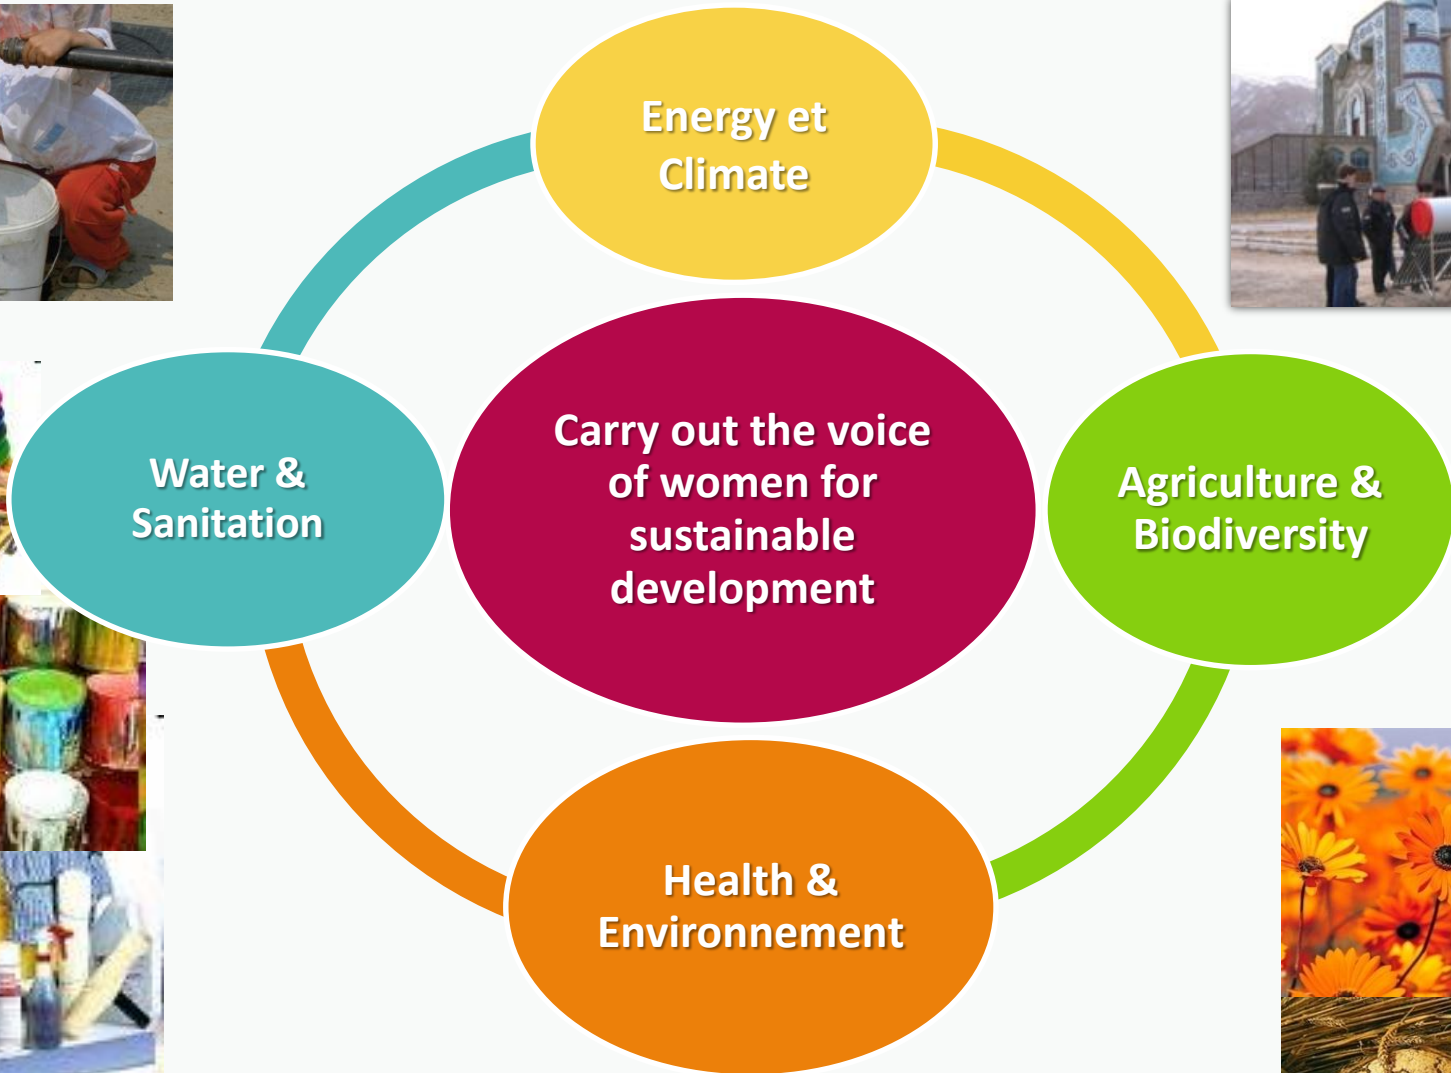 Energy et
Climate
Water &
Sanitation
Carry out the voice
of women for
sustainable
development
Agriculture &
Biodiversity
Health &
Environnement